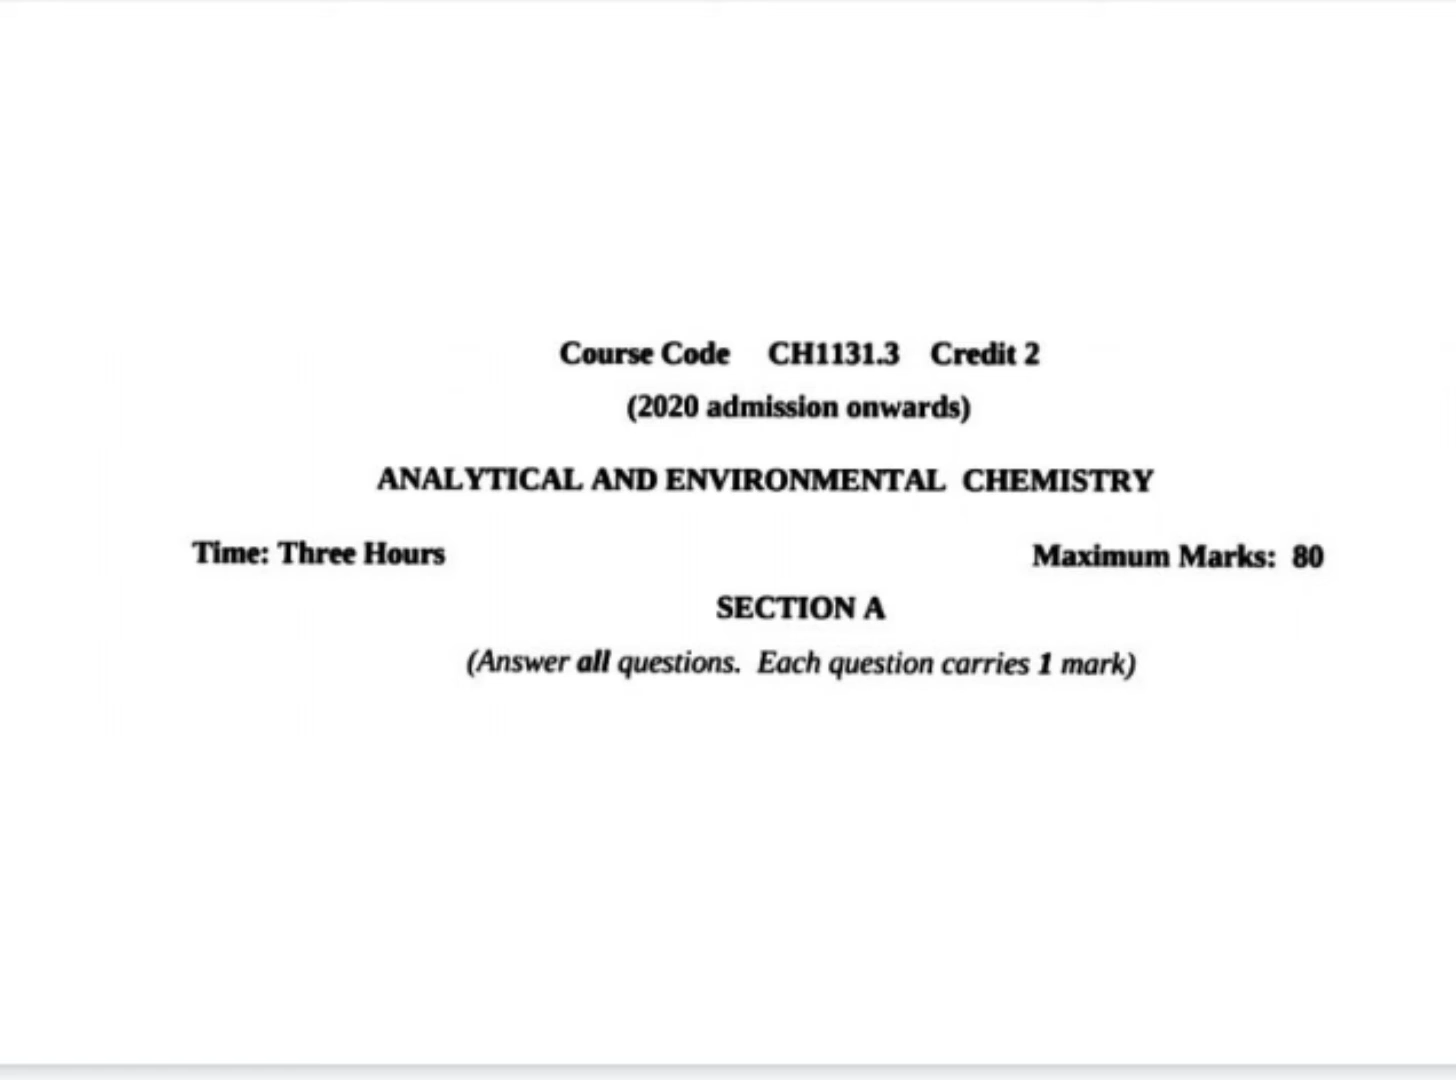 Course Code CH1131.3 Credit 2
(2020 admission onwards)
ANALYTICAL AND ENVIRONMENTAL CHEMISTRY
Time: Three Hours Maximum Marks: 80
SECTION A
(Answer all questions. Each question carries 1 mark)